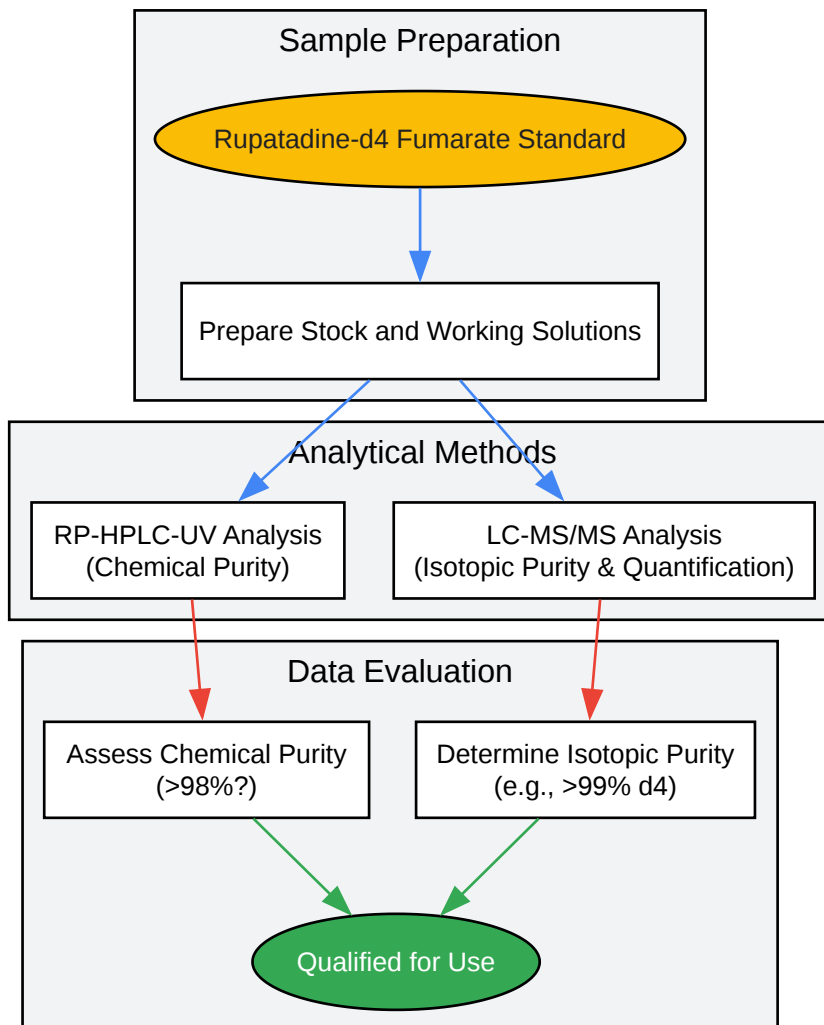 Sample Preparation
Rupatadine-d4 Fumarate Standard
Prepare Stock and Working Solutions
Analytical Methods
RP-HPLC-UV Analysis
(Chemical Purity)
LC-MS/MS Analysis
(Isotopic Purity & Quantification)
Data Evaluation
Assess Chemical Purity
(>98%?)
Determine Isotopic Purity
(e.g., >99% d4)
Qualified for Use